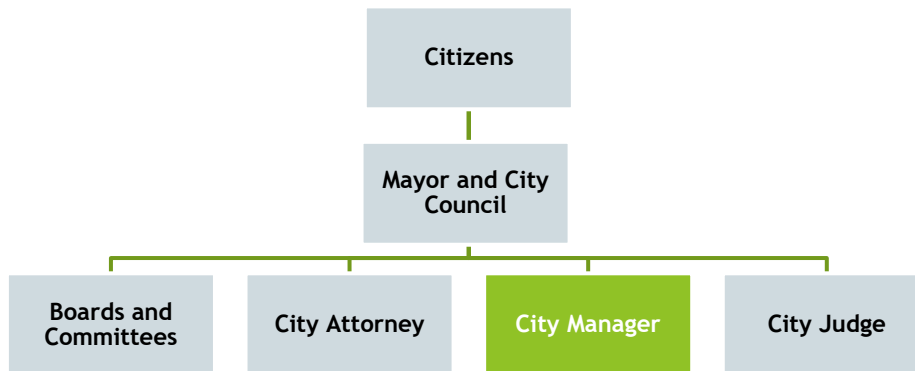 Citizens
Mayor and City
Council
Boards and
Committees
City Attorney
City Manager
City Judge